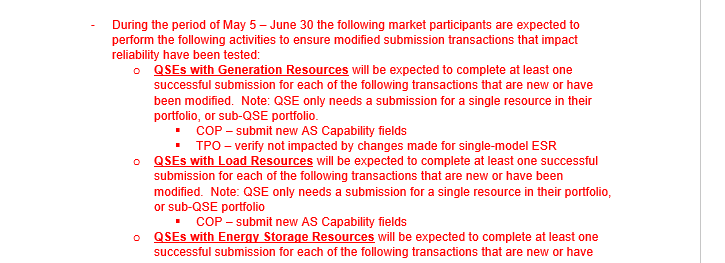 - During the period of May 5 – June 30 the following market participants are expected to
perform the following activities to ensure modified submission transactions that impact
reliability have been tested:
o QSEs with Generation Resources will be expected to complete at least one
successful submission for each of the following transactions that are new or have
been modified.  Note: QSE only needs a submission for a single resource in their
portfolio, or sub-QSE portfolio.
▪ COP – submit new AS Capability fields
▪ TPO – verify not impacted by changes made for single-model ESR
o QSEs with Load Resources will be expected to complete at least one successful
submission for each of the following transactions that are new or have been
modified.  Note: QSE only needs a submission for a single resource in their portfolio,
or sub-QSE portfolio
▪ COP – submit new AS Capability fields
o QSEs with Energy Storage Resources will be expected to complete at least one
successful submission for each of the following transactions that are new or have